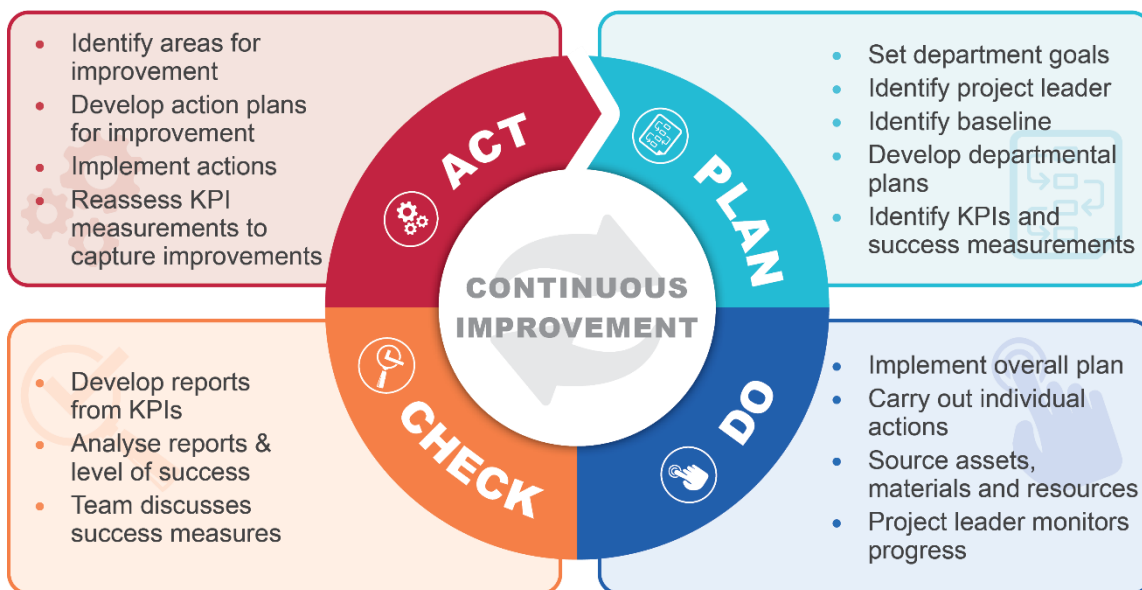 • Identify areas for
improvement
• Develop action plans
for improvement
• Implement actions
• Reassess KPI
measurements to
capture improvements
ACT
PLAN
• Set department goals
• Identify project leader
• Identify baseline
• Develop departmental
plans
• Identify KPIs and
success measurements
CONTINUOUS
IMPROVEMENT
• Develop reports
from KPIs
• Analyse reports &
level of success
• Team discusses
success measures
CHECK
DO
• Implement overall plan
• Carry out individual
actions
• Source assets,
materials and resources
• Project leader monitors
progress